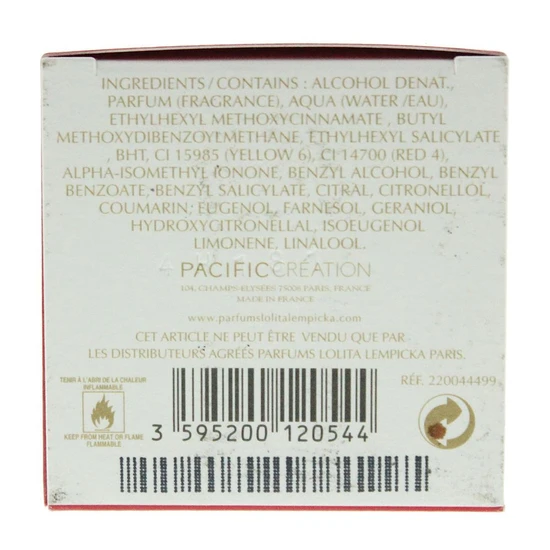 INGREDIENTS / CONTAINS : ALCOHOL DENAT.,
PARFUM (FRAGRANCE), AQUA (WATER /EAU),
ETHYLHEXYL METHOXYCINNAMATE , BUTYL
METHOXYDIBENZOYLMETHANE, ETHYLHEXYL SALICYLATE
, BHT, CI 15985 (YELLOW 6), CI 14700 (RED 4),
ALPHA-ISOMETHYL IONONE, BENZYL ALCOHOL, BENZYL
BENZOATE, BENZYL SALICYLATE, CITRAL, CITRONELLOL,
COUMARIN, EUGENOL, FARNESOL, GERANIOL,
HYDROXYCITRONELLAL, ISOEUGENOL
LIMONENE, LINALOOL.
PACIFICCRÉATION
104, CHAMPS-ELYSEES 75008 PARIS, FRANCE
MADE IN FRANCE
www.parfumslolitalempicka.com
CET ARTICLE NE PEUT ÊTRE VENDU QUE PAR
LES DISTRIBUTEURS AGRÉÉS PARFUMS LOLITA LEMPICKA PARIS.
TENIR À L'ABRI DE LA CHALEUR
INFLAMMABLE
KEEP FROM HEAT OR FLAME
FLAMMABLE
3 595200 120544
RÉF. 220044499